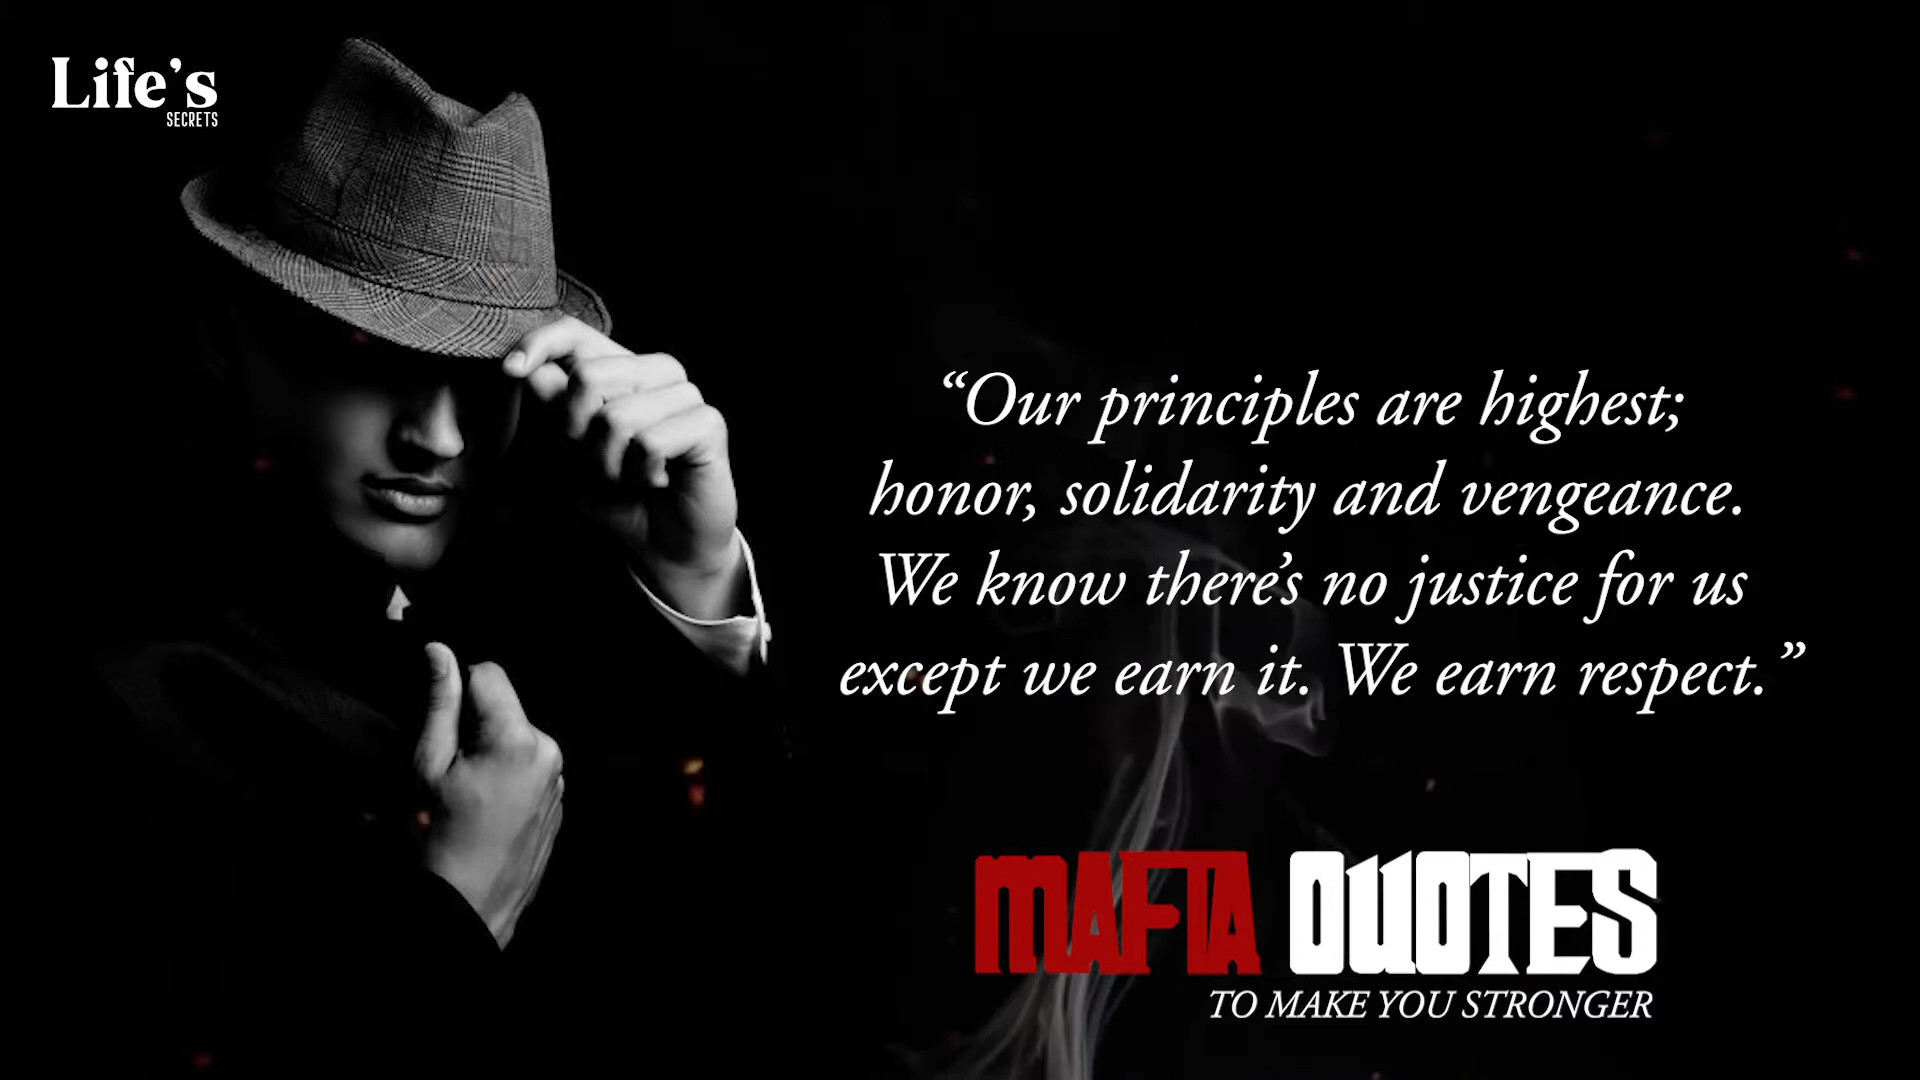 Life's
SECRETS
“Our principles are highest;
honor, solidarity and vengeance.
We know there’s no justice for us
except we earn it. We earn respect.”
MAFIA QUOTES
TO MAKE YOU STRONGER